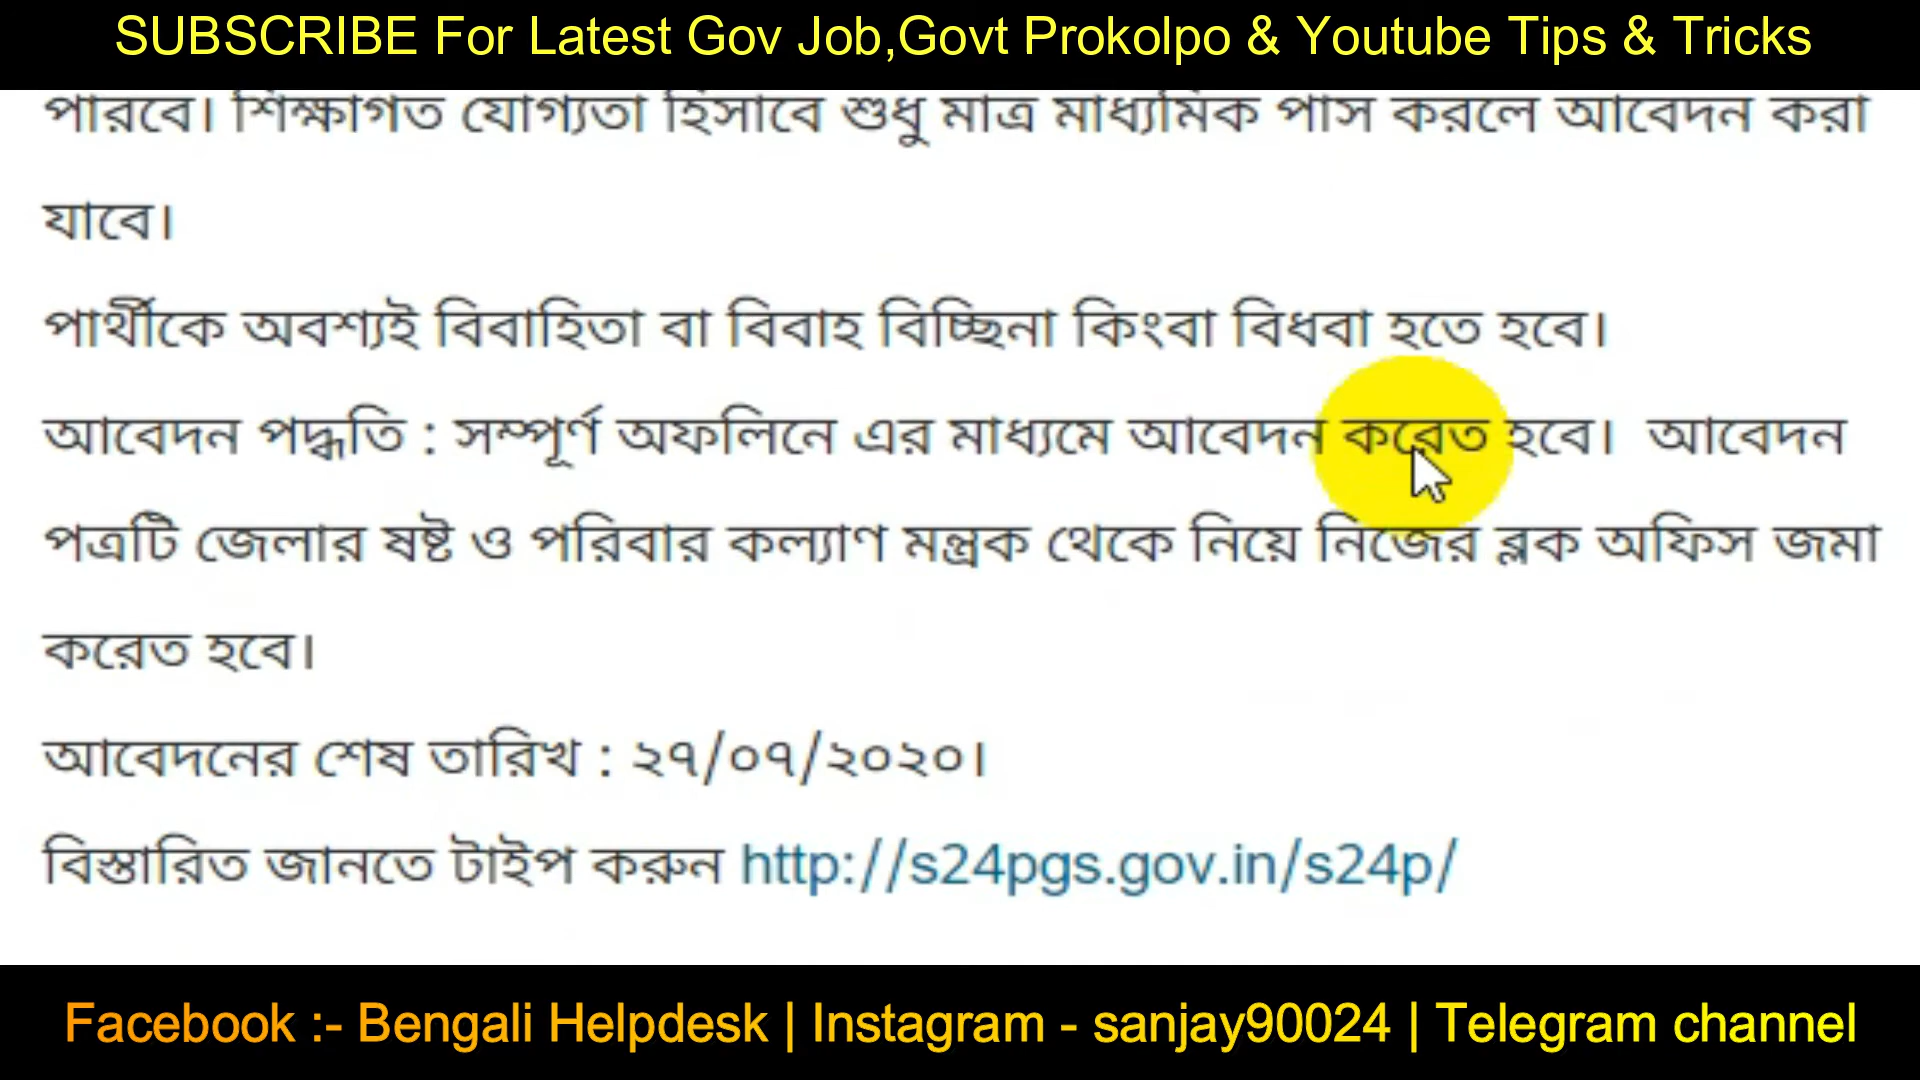 SUBSCRIBE For Latest Gov Job,Govt Prokolpo & Youtube Tips & Tricks
পারবে। শিক্ষাগত যোগ্যতা হিসাবে শুধু মাত্র মাধ্যমিক পাস করলে আবেদন করা
যাবে।
পার্থীকে অবশ্যই বিবাহিতা বা বিবাহ বিচ্ছিনা কিংবা বিধবা হতে হবে।
আবেদন পদ্ধতি : সম্পূর্ণ অফলিনে এর মাধ্যমে আবেদন করেত হবে। আবেদন
পত্রটি জেলার ষষ্ট ও পরিবার কল্যাণ মন্ত্রক থেকে নিয়ে নিজের ব্লক অফিস জমা
করেত হবে।
আবেদনের শেষ তারিখ : ২৭/০৭/২০২০।
বিস্তারিত জানতে টাইপ করুন http://s24pgs.gov.in/s24p/
Facebook :- Bengali Helpdesk | Instagram - sanjay90024 | Telegram channel